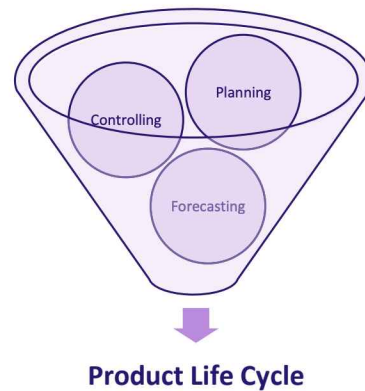 Planning
Controlling
Forecasting
Product Life Cycle